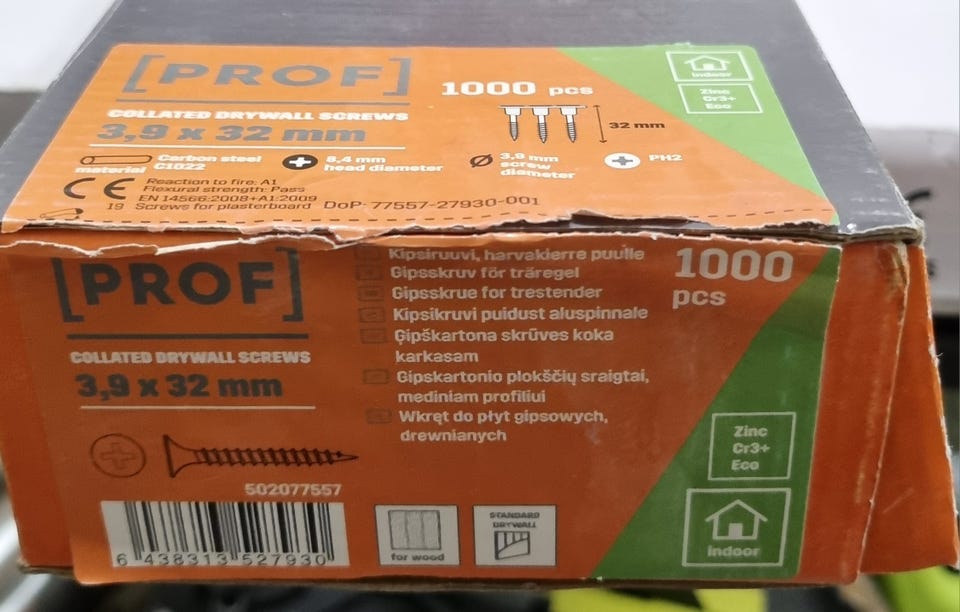 [PROF]
1000 pcs
COLLATED DRYWALL SCREWS
3,9 x 32 mm
32 mm
indoor
Zinc
Cr3+
Eco
material
Carbon steel
C1022
8,4 mm
head diameter
3,9 mm
screw
diameter
PH2
CE
Reaction to fire: A1
Flexural strength: Pass
EN 14566:2008+A1:2009
19 Screws for plasterboard DoP: 77557-27930-001
[PROF]
COLLATED DRYWALL SCREWS
3,9 x 32 mm
502077557
6 438313 527930
Kipsiruuvi, harvakierre puulle
Gipsskruv för träregel
Gipsskrue for trestender
Kipsikruvi puidust aluspinnale
Ģipškartona skrūves koka
karkasam
Gipskartonio plokščių sraigtai,
mediniam profiliui
Wkręt do płyt gipsowych,
drewnianych
1000
pcs
for wood
STANDARD
DRYWALL
Zinc
Cr3+
Eco
indoor